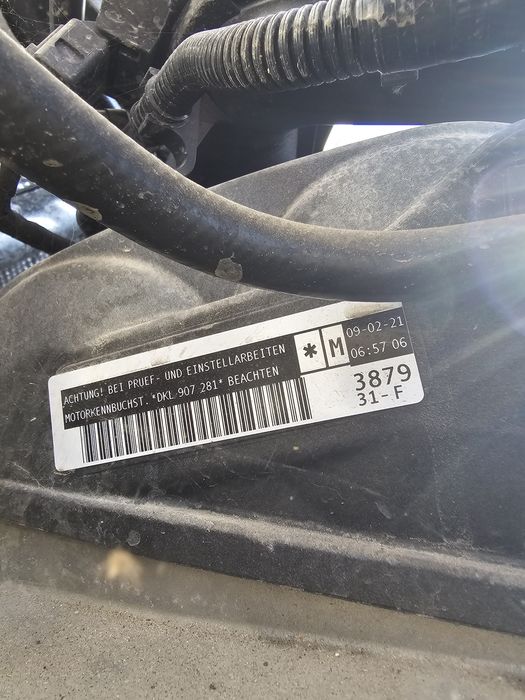 ACHTUNG! BEI PRUEF- UND EINSTELLARBEITEN
MOTORKENNBUCHST. *DKL 907 281* BEACHTEN
* M
09-02-21
06:57 06
3879
31-F